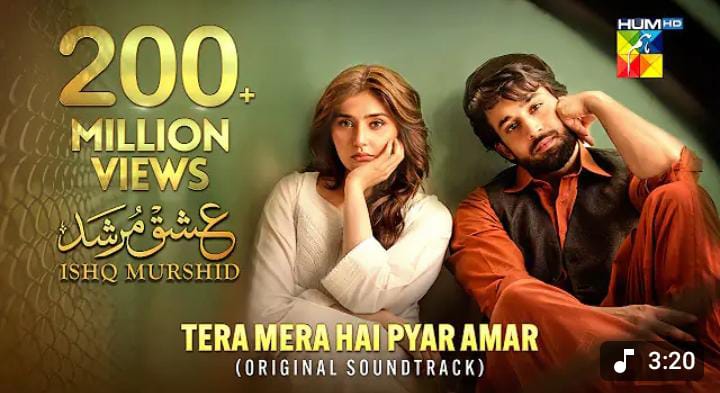 200+
MILLION
VIEWS
عشق مرشد
ISHQ MURSHID
HUM HD
TERA MERA HAI PYAR AMAR
(ORIGINAL SOUNDTRACK)
3:20